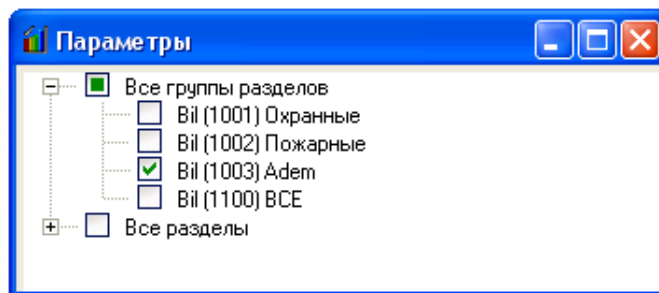 Параметры
Все группы разделов
Bil (1001) Охранные
Bil (1002) Пожарные
Bil (1003) Adem
Bil (1100) ВСЕ
Все разделы